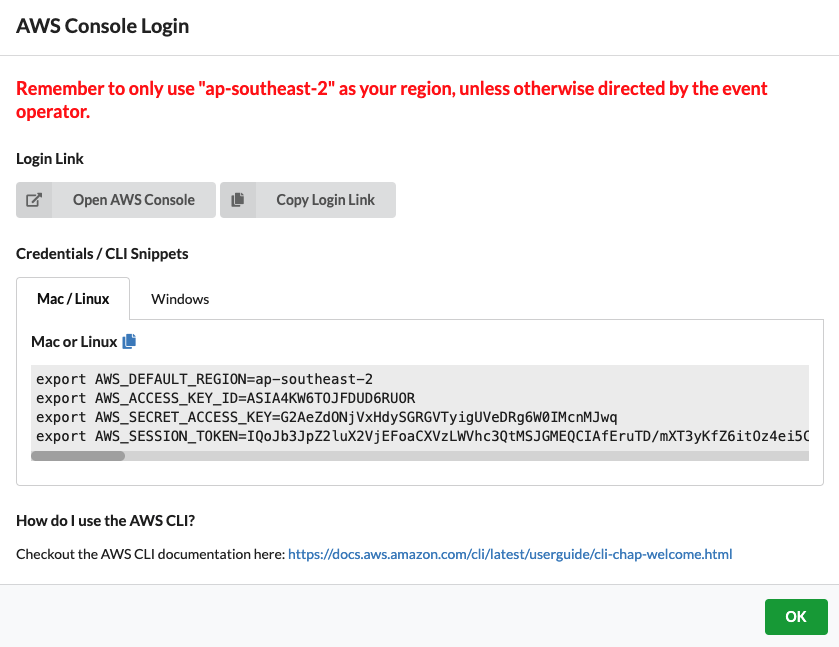 AWS Console Login
Remember to only use "ap-southeast-2" as your region, unless otherwise directed by the event
operator.
Login Link
Open AWS Console
Copy Login Link
Credentials / CLI Snippets
Mac / Linux
Windows
Mac or Linux
export AWS_DEFAULT_REGION=ap-southeast-2
export AWS_ACCESS_KEY_ID=ASIA4KW6TOJFDUD6RUOR
export AWS_SECRET_ACCESS_KEY=G2AeZdONjVxHdySGRGVTyigUVeDRg6W0IMcnMJwq
export AWS_SESSION_TOKEN=IQoJb3JpZ2luX2VjEFoaCXVzLWVhc3QtMSJGMEQCIAfEruTD/mXT3yKfZ6itOz4ei5C
How do I use the AWS CLI?
Checkout the AWS CLI documentation here: https://docs.aws.amazon.com/cli/latest/userguide/cli-chap-welcome.html
OK